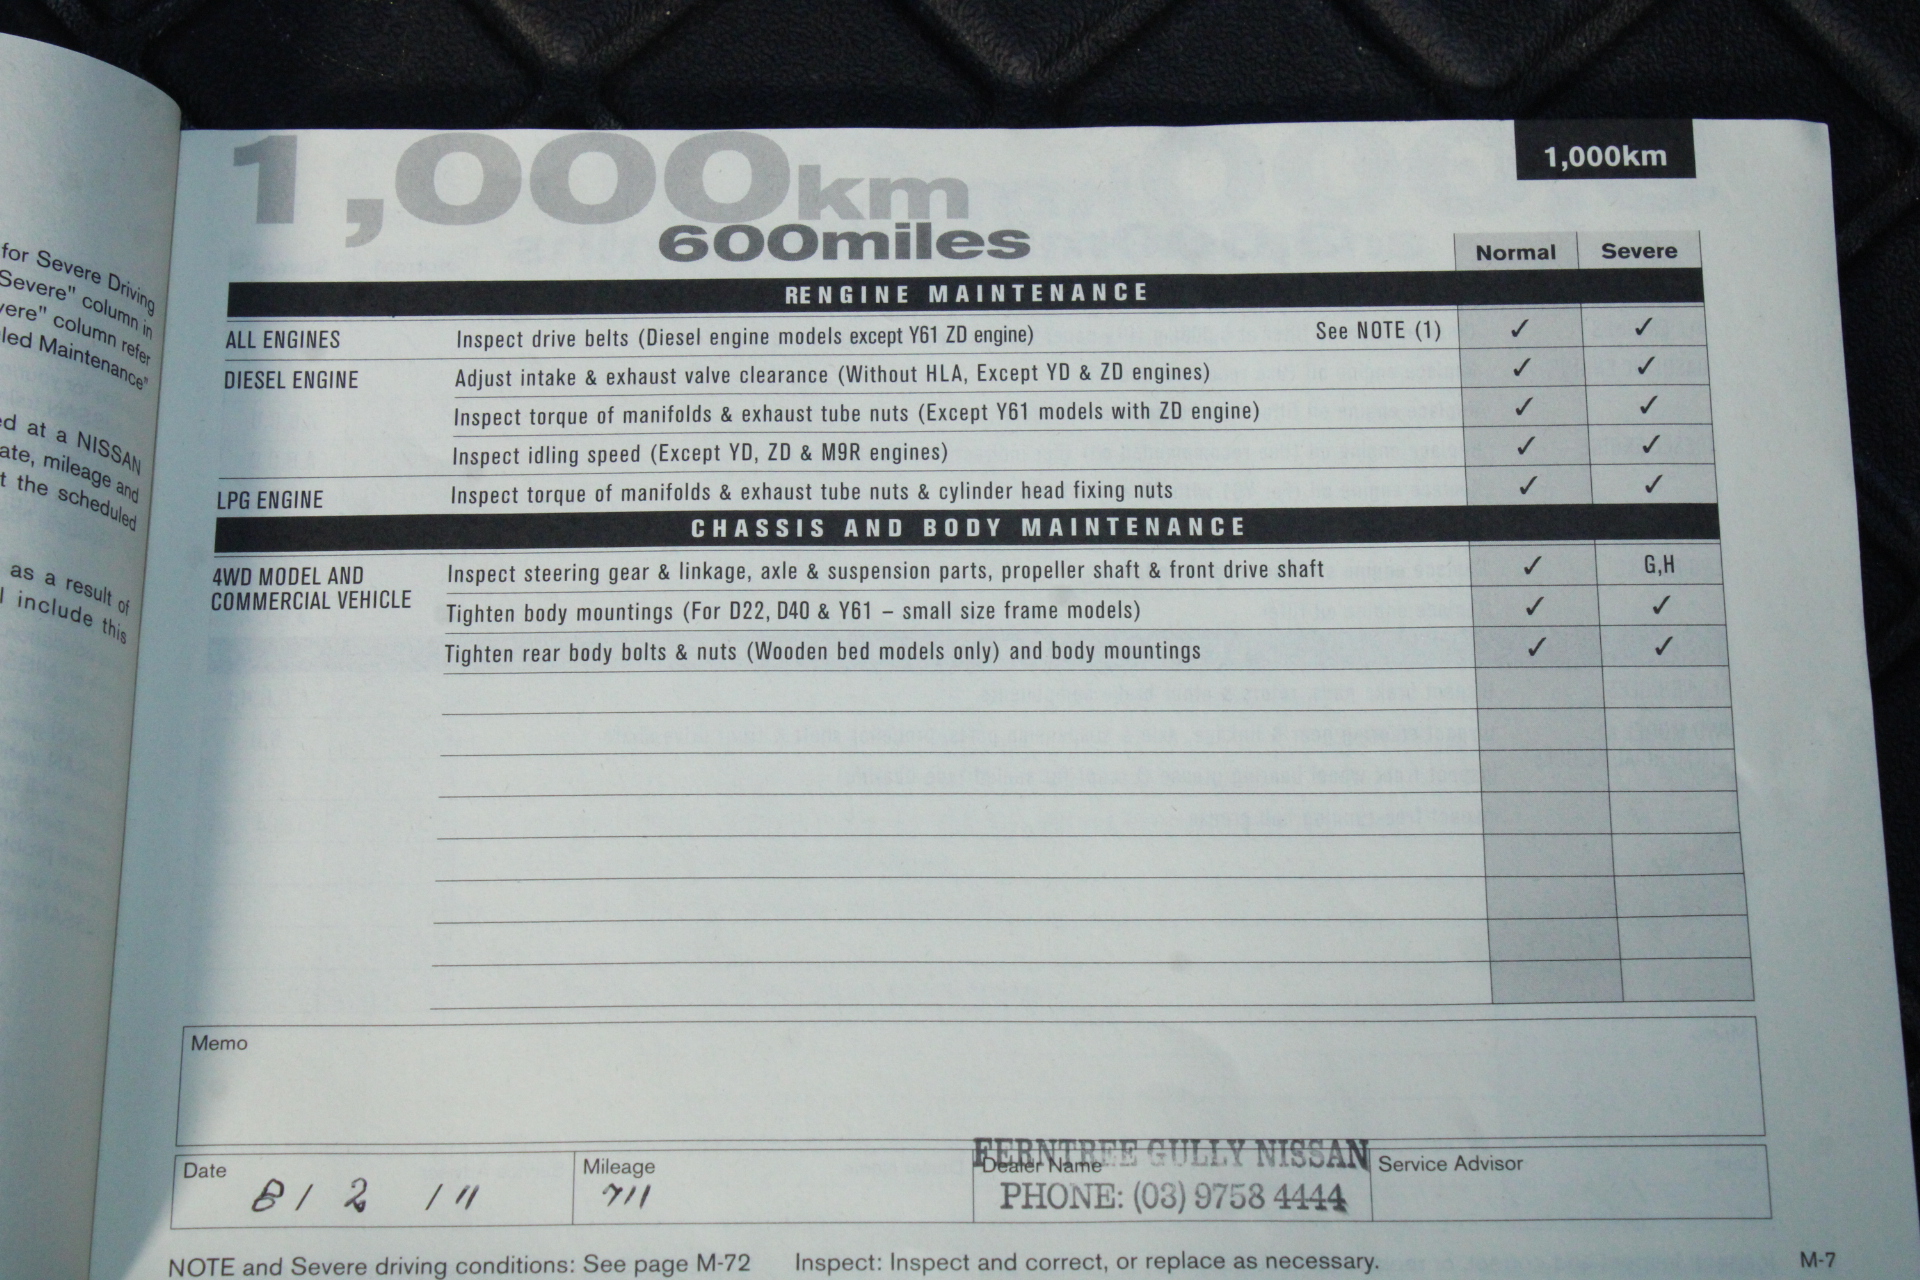 for Severe Driving
Severe" column in
vere" column refer
led Maintenance"
ed at a NISSAN
ate, mileage and
t the scheduled
as a result of
include this
1,000km
600miles
1,000km
Normal Severe
RENGINE MAINTENANCE
ALL ENGINES Inspect drive belts (Diesel engine models except Y61 ZD engine) See NOTE (1) ✓ ✓
DIESEL ENGINE Adjust intake & exhaust valve clearance (Without HLA, Except YD & ZD engines) ✓ ✓
Inspect torque of manifolds & exhaust tube nuts (Except Y61 models with ZD engine) ✓ ✓
Inspect idling speed (Except YD, ZD & M9R engines) ✓ ✓
LPG ENGINE Inspect torque of manifolds & exhaust tube nuts & cylinder head fixing nuts ✓ ✓
CHASSIS AND BODY MAINTENANCE
4WD MODEL AND Inspect steering gear & linkage, axle & suspension parts, propeller shaft & front drive shaft ✓ G,H
COMMERCIAL VEHICLE Tighten body mountings (For D22, D40 & Y61 – small size frame models) ✓ ✓
Tighten rear body bolts & nuts (Wooden bed models only) and body mountings ✓ ✓
Memo
FERNTREE GULLY NISSAN
Date Mileage Dealer Name Service Advisor
8/ 2 /11 711 PHONE: (03) 9758 4444
NOTE and Severe driving conditions: See page M-72 Inspect: Inspect and correct, or replace as necessary. M-7